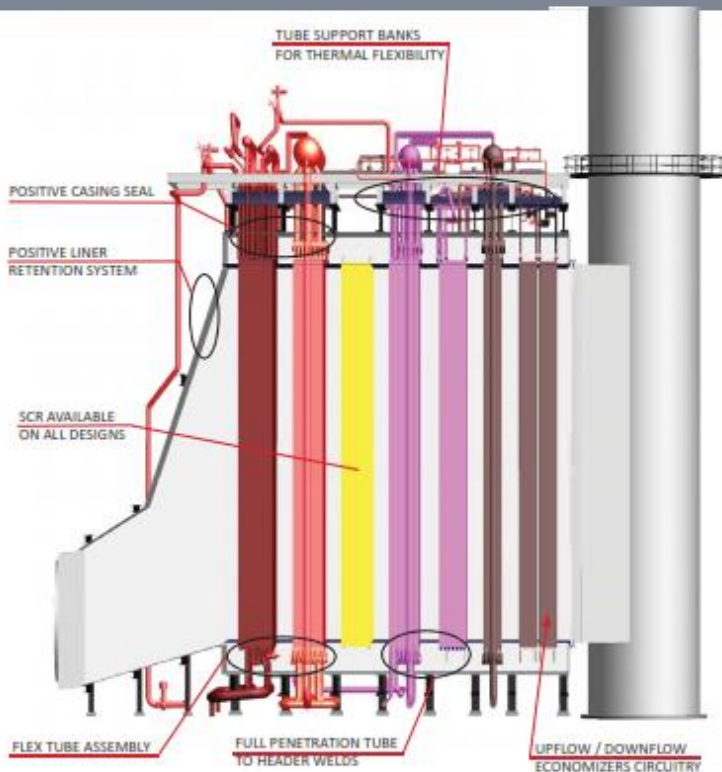 TUBE SUPPORT BANKS
FOR THERMAL FLEXIBILITY
POSITIVE CASING SEAL
POSITIVE LINER
RETENTION SYSTEM
SCR AVAILABLE
ON ALL DESIGNS
FLEX TUBE ASSEMBLY
FULL PENETRATION TUBE
TO HEADER WELDS
UPFLOW / DOWNFLOW
ECONOMIZERS CIRCUITRY